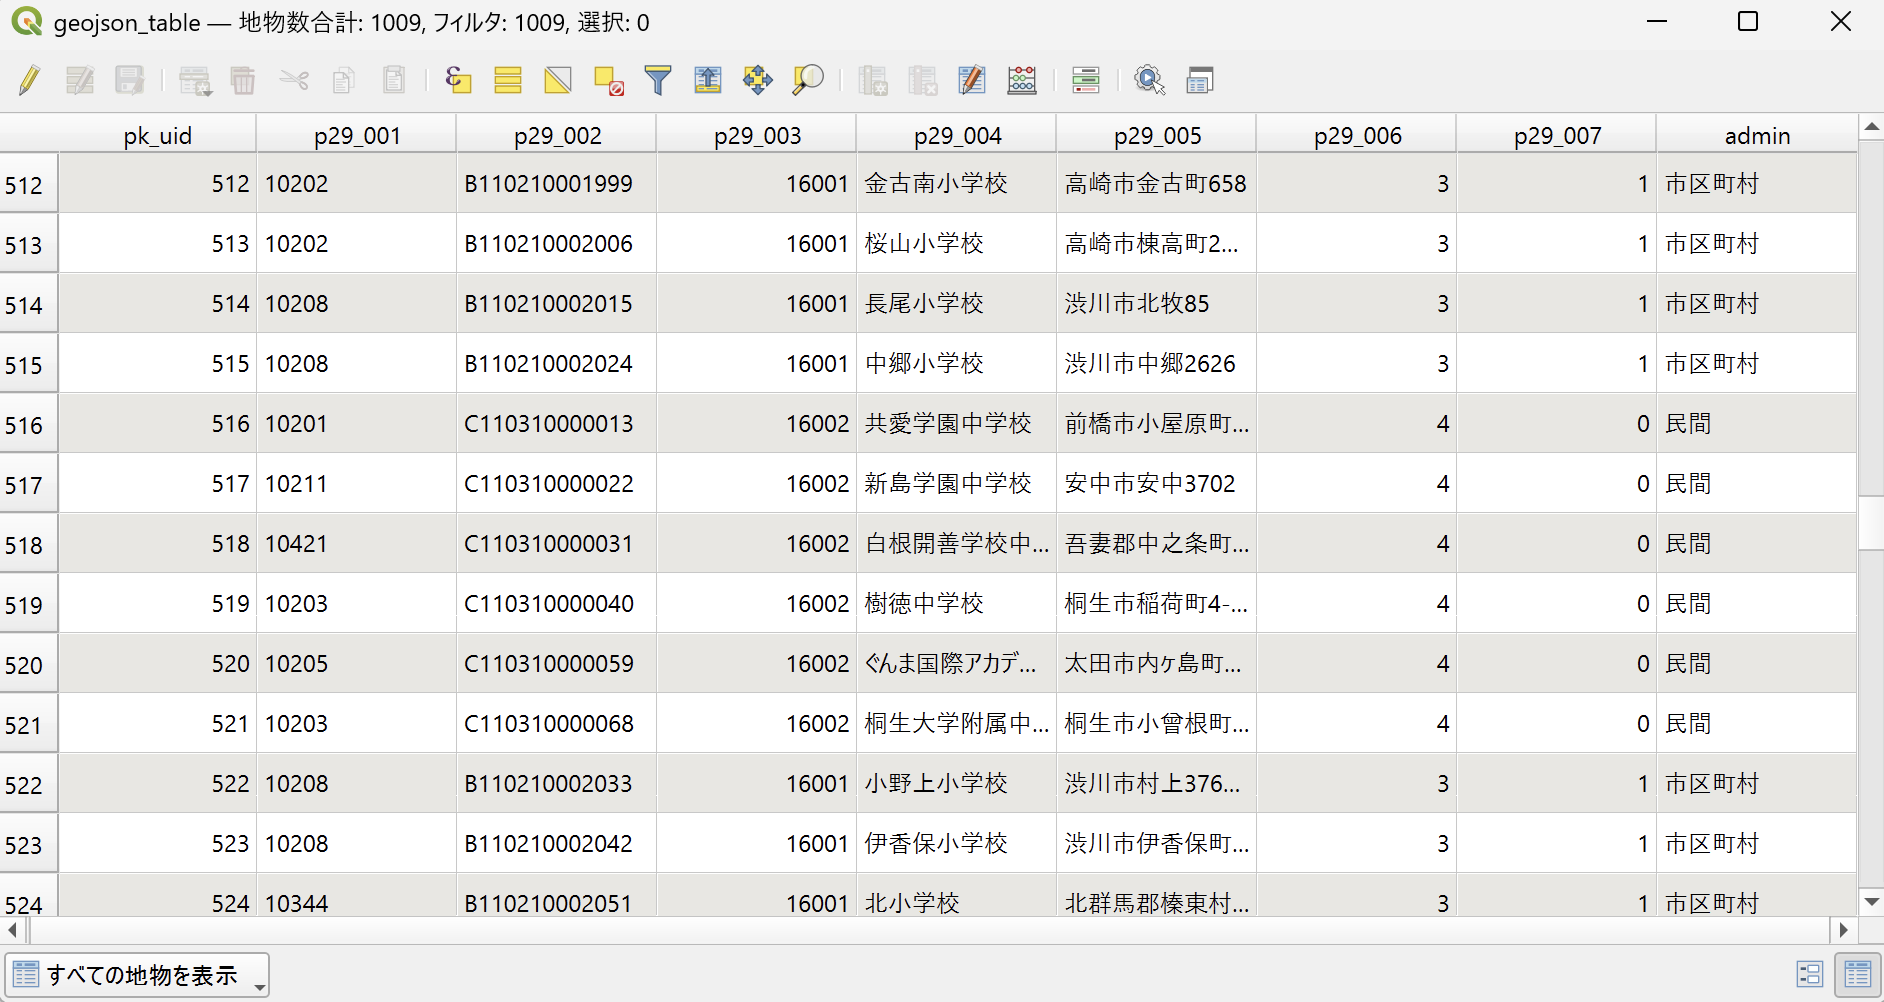 geojson_table — 地物数合計: 1009, フィルタ: 1009, 選択: 0
pk_uid p29_001 p29_002 p29_003 p29_004 p29_005 p29_006 p29_007 admin
512 512 10202 B110210001999 16001 金古南小学校 高崎市金古町658 3 1 市区町村
513 513 10202 B110210002006 16001 桜山小学校 高崎市棟高町2... 3 1 市区町村
514 514 10208 B110210002015 16001 長尾小学校 渋川市北牧85 3 1 市区町村
515 515 10208 B110210002024 16001 中郷小学校 渋川市中郷2626 3 1 市区町村
516 516 10201 C110310000013 16002 共愛学園中学校 前橋市小屋原町... 4 0 民間
517 517 10211 C110310000022 16002 新島学園中学校 安中市安中3702 4 0 民間
518 518 10421 C110310000031 16002 白根開善学校中... 吾妻郡中之条町... 4 0 民間
519 519 10203 C110310000040 16002 樹徳中学校 桐生市稲荷町4-... 4 0 民間
520 520 10205 C110310000059 16002 ぐんま国際アカデ... 太田市内ヶ島町... 4 0 民間
521 521 10203 C110310000068 16002 桐生大学附属中... 桐生市小曾根町... 4 0 民間
522 522 10208 B110210002033 16001 小野上小学校 渋川市村上376... 3 1 市区町村
523 523 10208 B110210002042 16001 伊香保小学校 渋川市伊香保町... 3 1 市区町村
524 524 10344 B110210002051 16001 北小学校 北群馬郡榛東村... 3 1 市区町村
すべての地物を表示